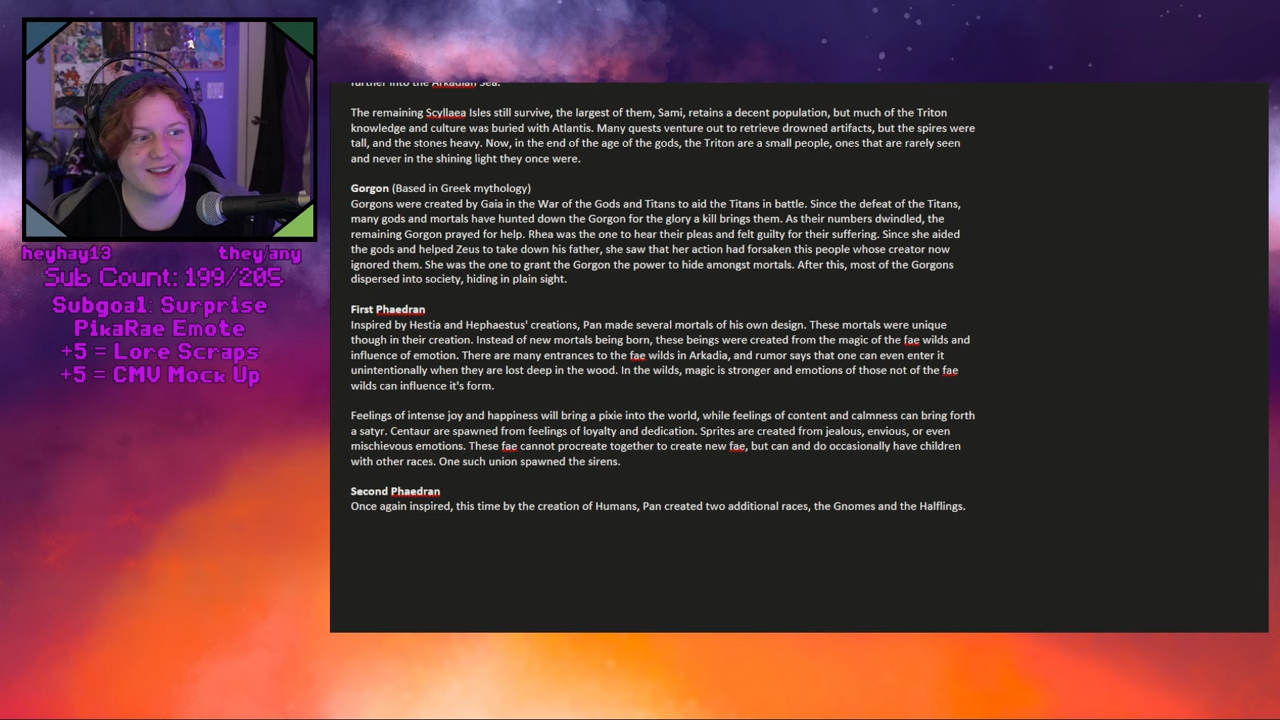 further into the Arkadian Sea.
The remaining Scyllaea Isles still survive, the largest of them, Sami, retains a decent population, but much of the Triton
knowledge and culture was buried with Atlantis. Many quests venture out to retrieve drowned artifacts, but the spires were
tall, and the stones heavy. Now, in the end of the age of the gods, the Triton are a small people, ones that are rarely seen
and never in the shining light they once were.
Gorgon (Based in Greek mythology)
Gorgons were created by Gaia in the War of the Gods and Titans to aid the Titans in battle. Since the defeat of the Titans,
many gods and mortals have hunted down the Gorgon for the glory a kill brings them. As their numbers dwindled, the
remaining Gorgon prayed for help. Rhea was the one to hear their pleas and felt guilty for their suffering. Since she aided
the gods and helped Zeus to take down his father, she saw that her action had forsaken this people whose creator now
ignored them. She was the one to grant the Gorgon the power to hide amongst mortals. After this, most of the Gorgons
dispersed into society, hiding in plain sight.
First Phaedran
Inspired by Hestia and Hephaestus' creations, Pan made several mortals of his own design. These mortals were unique
though in their creation. Instead of new mortals being born, these beings were created from the magic of the fae wilds and
influence of emotion. There are many entrances to the fae wilds in Arkadia, and rumor says that one can even enter it
unintentionally when they are lost deep in the wood. In the wilds, magic is stronger and emotions of those not of the fae
wilds can influence it's form.
Feelings of intense joy and happiness will bring a pixie into the world, while feelings of content and calmness can bring forth
a satyr. Centaur are spawned from feelings of loyalty and dedication. Sprites are created from jealous, envious, or even
mischievous emotions. These fae cannot procreate together to create new fae, but can and do occasionally have children
with other races. One such union spawned the sirens.
Second Phaedran
Once again inspired, this time by the creation of Humans, Pan created two additional races, the Gnomes and the Halflings.
heyhay13 they/any
Sub Count: 199/205
Subgoal: Surprise
PikaRae Emote
+5 = Lore Scraps
+5 = CMV Mock Up